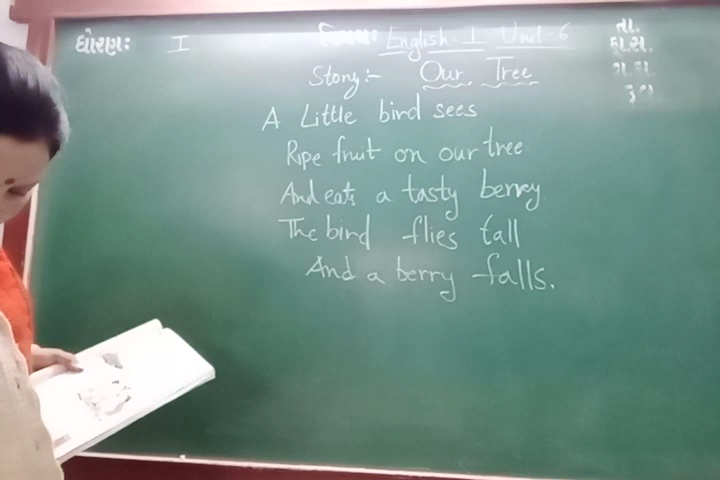 ધોરણ: I
વિષય: English-I Unit-6
તા.
હા.સ.
ગે.હા.
કુલ
Story:- Our Tree
A Little bird sees
Ripe fruit on our tree
And eats a tasty berry.
The bird flies tall
And a berry falls.